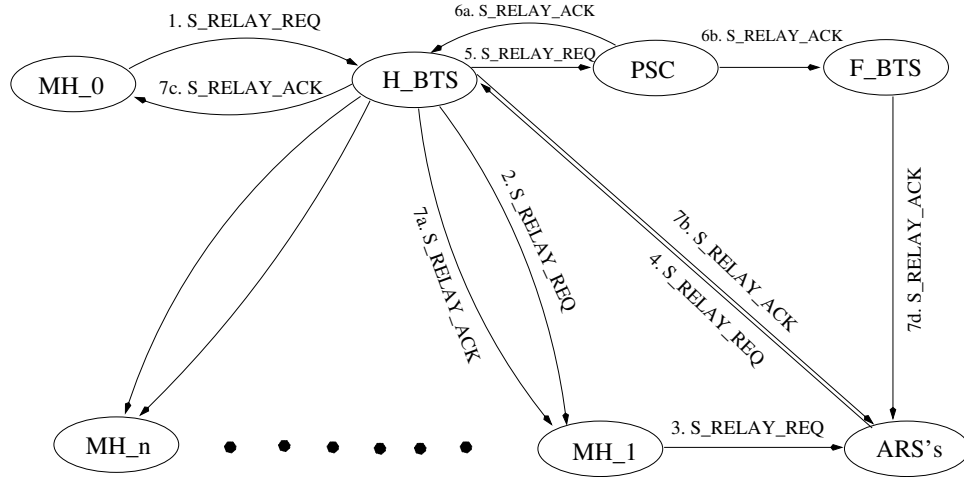 6a. S_RELAY_ACK
1. S_RELAY_REQ
6b. S_RELAY_ACK
5. S_RELAY_REQ
MH_0
H_BTS
PSC
F_BTS
7c. S_RELAY_ACK
2. S_RELAY_REQ
7a. S_RELAY_ACK
7b. S_RELAY_ACK
4. S_RELAY_REQ
7d. S_RELAY_ACK
3. S_RELAY_REQ
MH_n
MH_1
ARS's